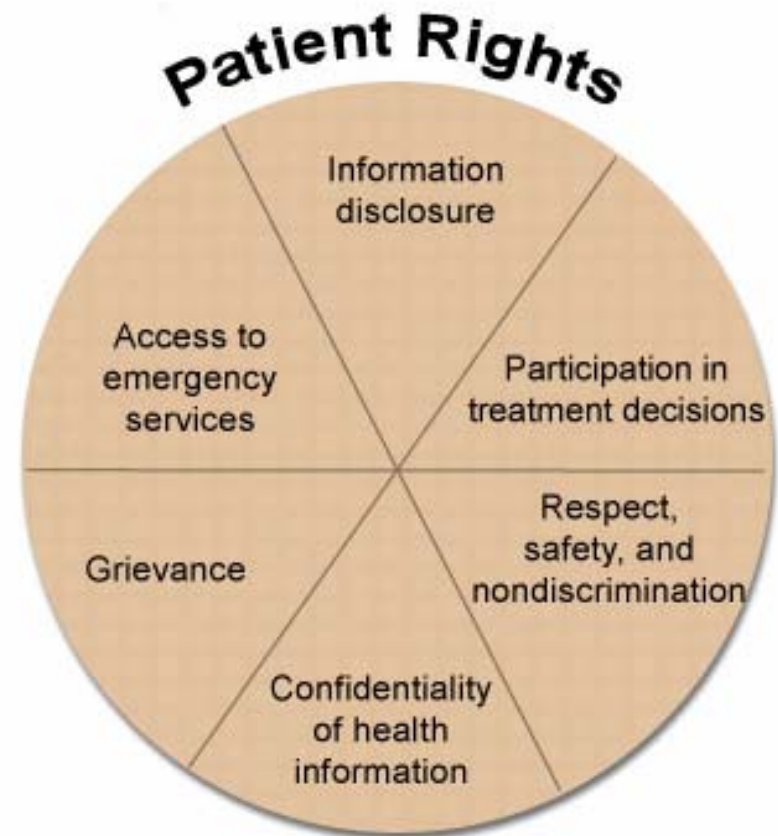 Patient Rights
Information
disclosure
Participation in
treatment decisions
Respect,
safety, and
nondiscrimination
Confidentiality
of health
information
Grievance
Access to
emergency
services